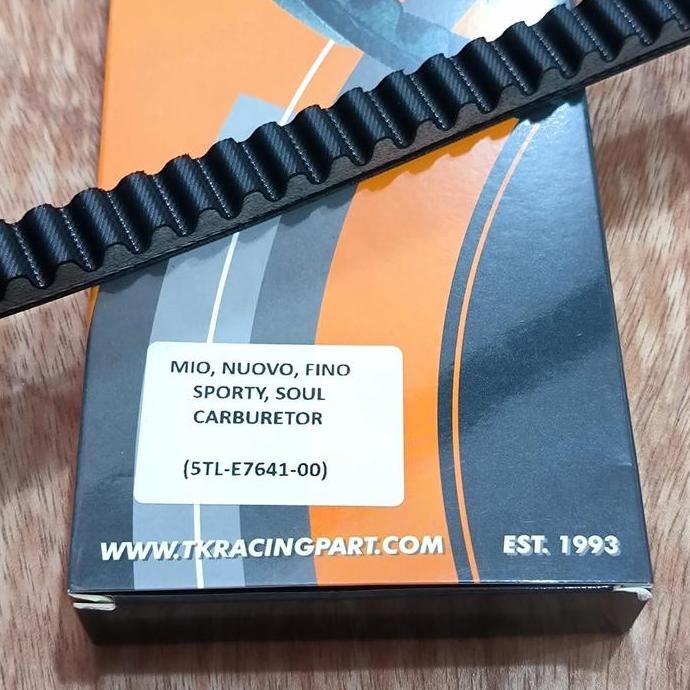 MIO, NUOVO, FINO
SPORTY, SOUL
CARBURETOR
(5TL-E7641-00)
WWW.TKRACINGPART.COM
EST. 1993